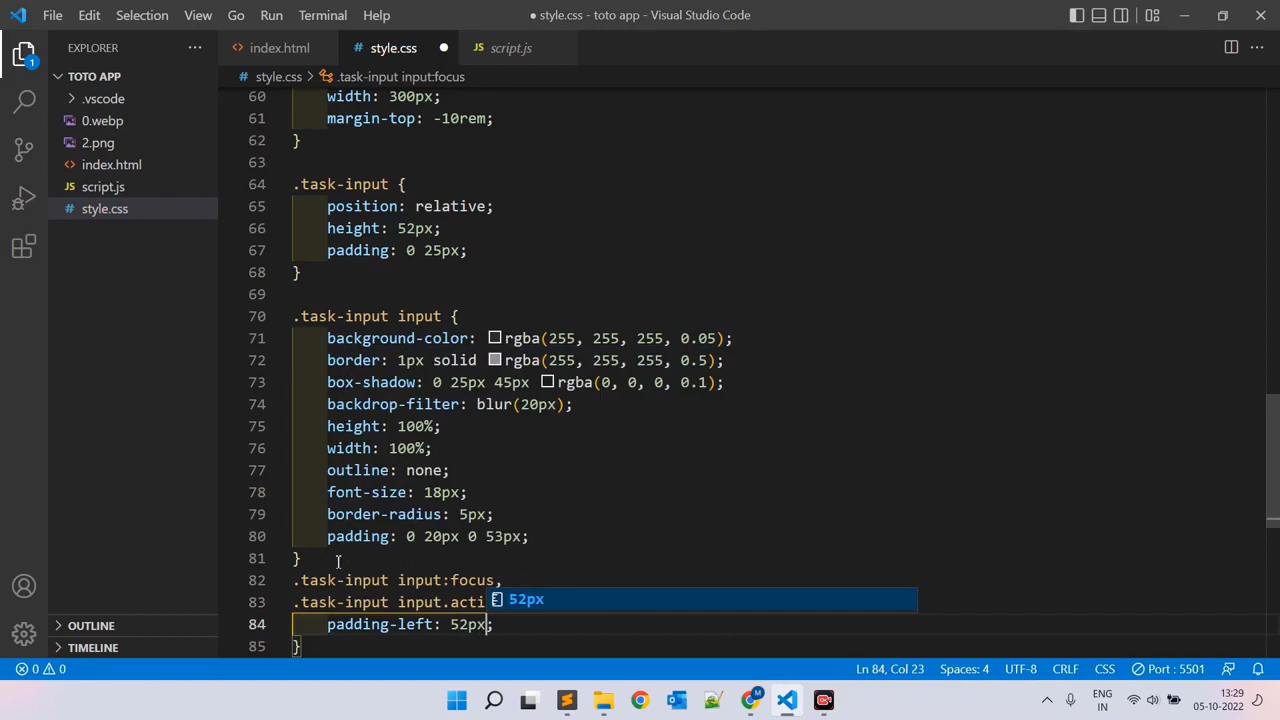 File Edit Selection View Go Run Terminal Help
● style.css - toto app - Visual Studio Code
EXPLORER
index.html
style.css
script.js
TOTO APP
style.css > .task-input input:focus
.vscode
0.webp
2.png
index.html
script.js
style.css
60 width: 300px;
61 margin-top: -10rem;
62 }
63
64 .task-input {
65 position: relative;
66 height: 52px;
67 padding: 0 25px;
68 }
69
70 .task-input input {
71 background-color: rgba(255, 255, 255, 0.05);
72 border: 1px solid rgba(255, 255, 255, 0.5);
73 box-shadow: 0 25px 45px rgba(0, 0, 0, 0.1);
74 backdrop-filter: blur(20px);
75 height: 100%;
76 width: 100%;
77 outline: none;
78 font-size: 18px;
79 border-radius: 5px;
80 padding: 0 20px 0 53px;
81 }
82 .task-input input:focus,
83 .task-input input.acti
52px
84 padding-left: 52px;
85 }
1
OUTLINE
TIMELINE
0 0
Ln 84, Col 23 Spaces: 4 UTF-8 CRLF CSS Port : 5501
M
ENG
IN
13:29
05-10-2022